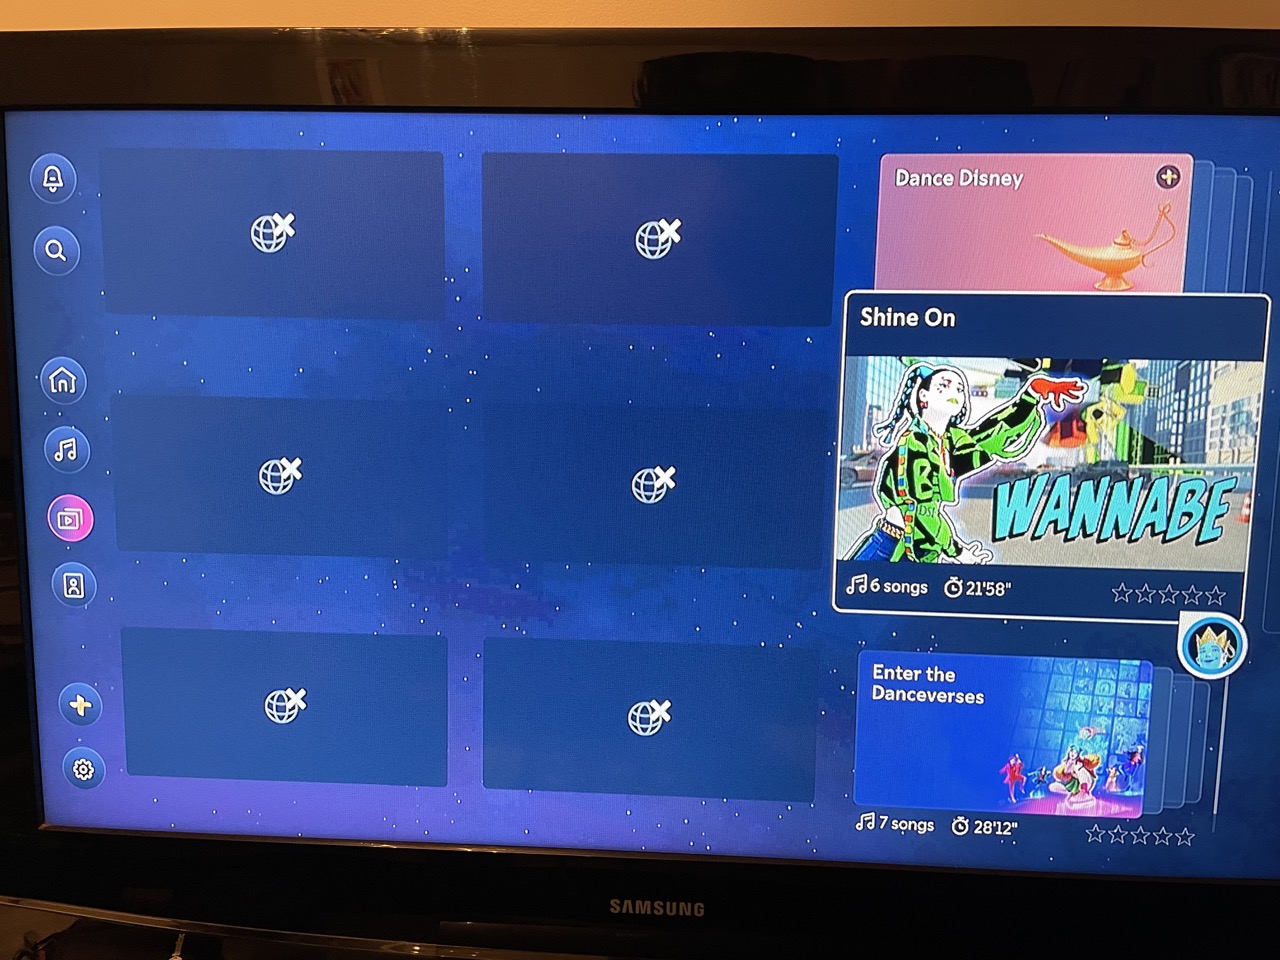 Dance Disney
Shine On
WANNABE
6 songs 21'58"
Enter the
Danceverses
7 songs 28'12"
SAMSUNG